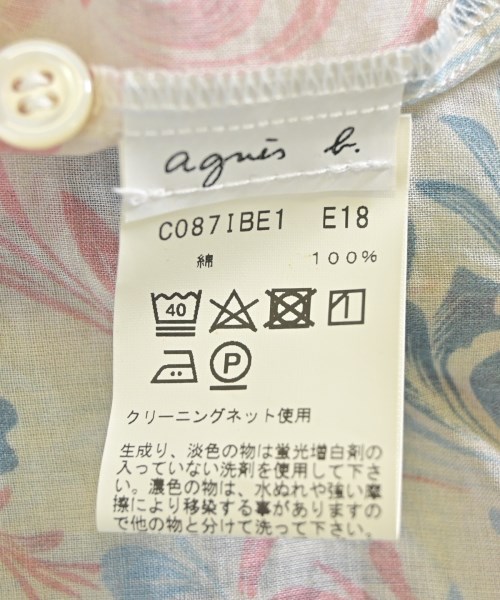 agnès b.
C087IBE1 E18
綿 100%
40
P
クリーニングネット使用
生成り、淡色の物は蛍光増白剤の
入っていない洗剤を使用して下さ
い。濃色の物は、水ぬれや強い摩
擦により移染する事がありますの
で他の物と分けて洗って下さい。